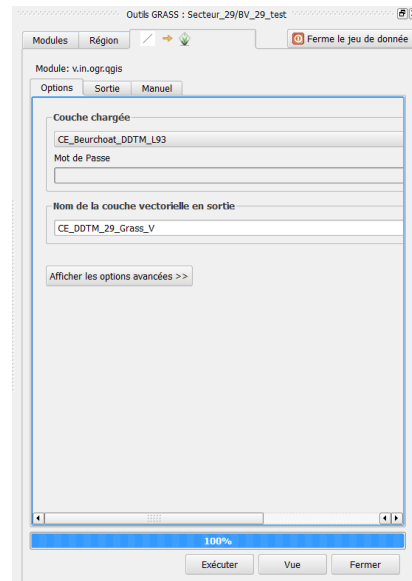 Outils GRASS : Secteur_29/BV_29_test
Modules Région Ferme le jeu de donnée
Module: v.in.ogr.qgis
Options Sortie Manuel
Couche chargée
CE_Beurchoat_DDTM_L93
Mot de Passe
Nom de la couche vectorielle en sortie
CE_DDTM_29_Grass_V
Afficher les options avancées >>
100%
Exécuter Vue Fermer